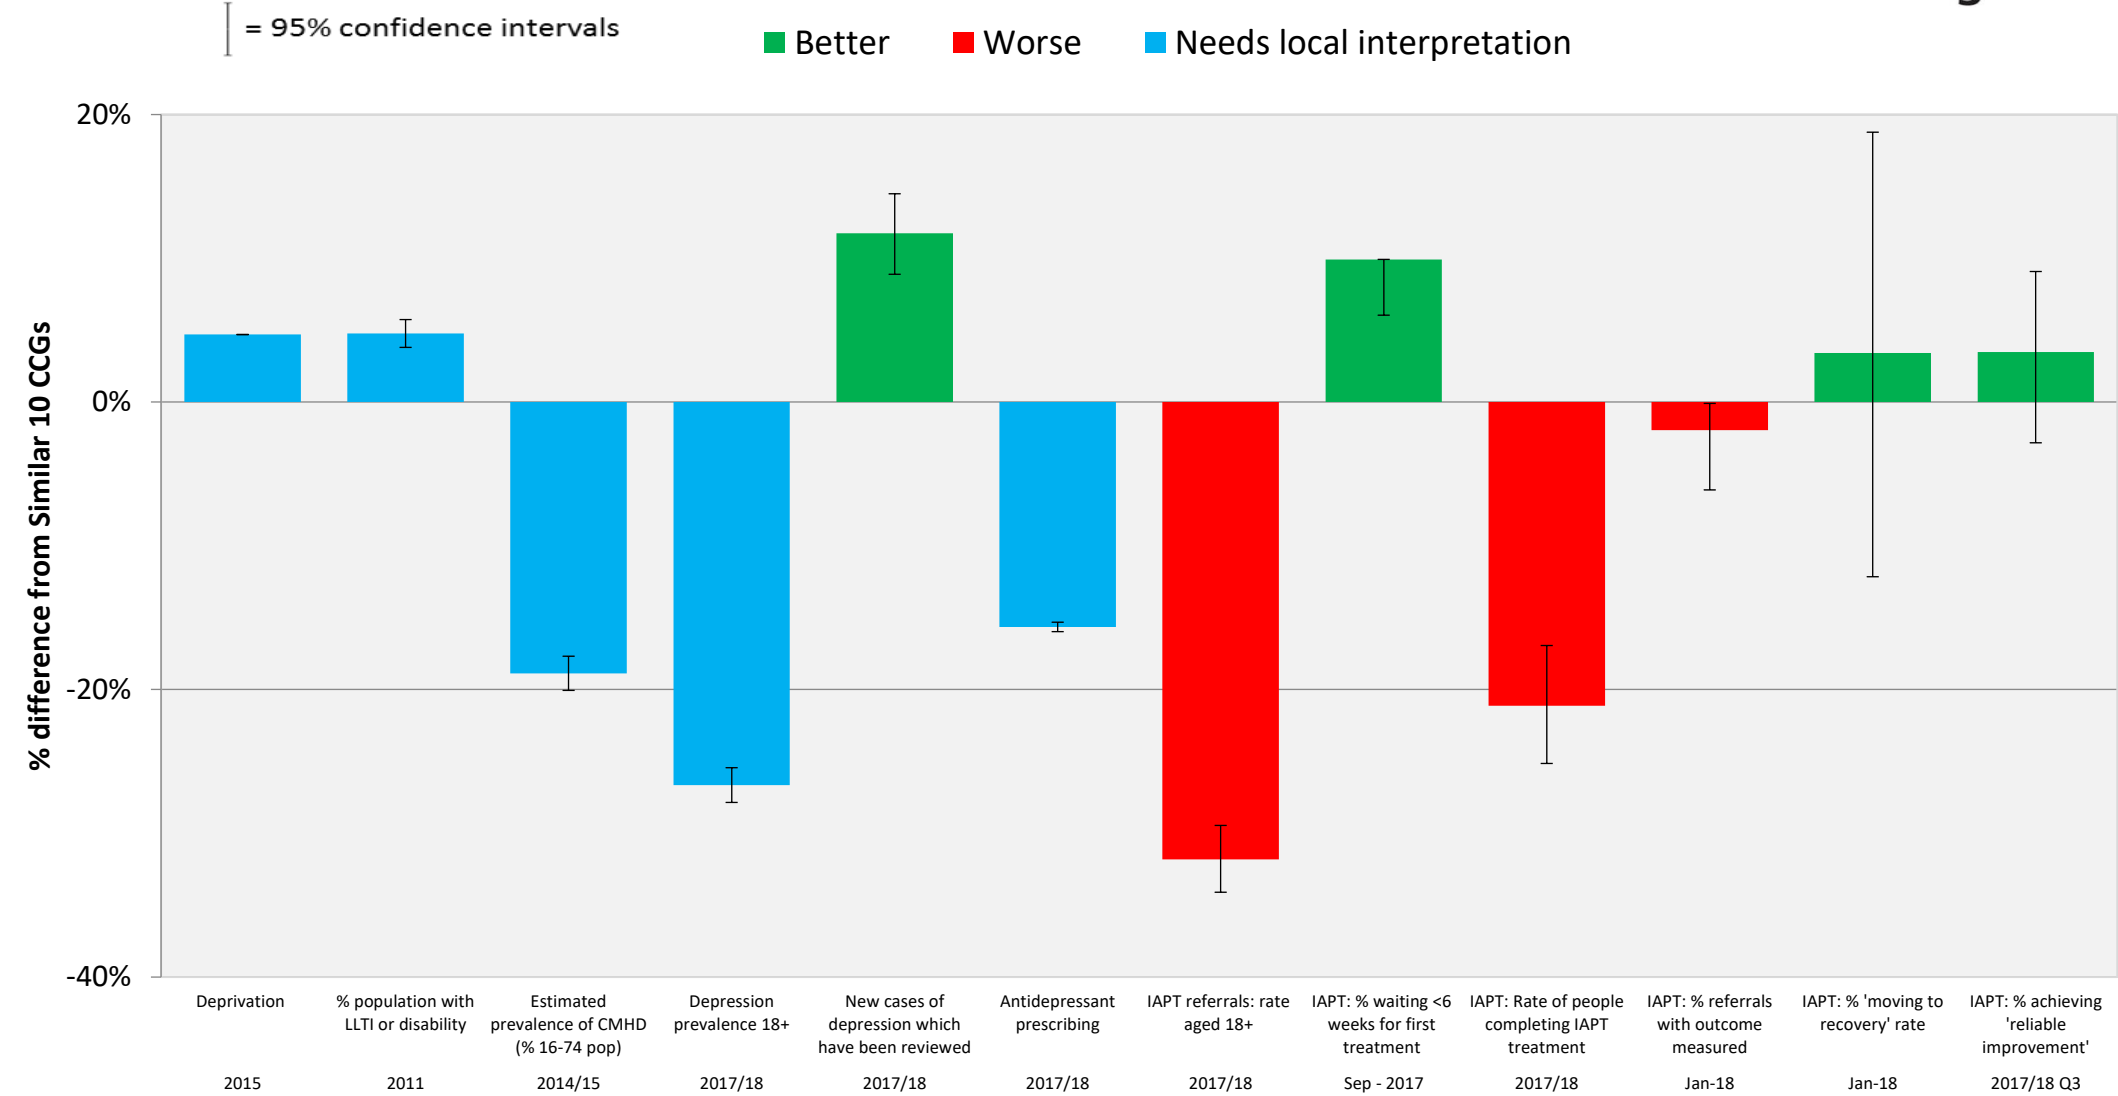 = 95% confidence intervals
Better
Worse
Needs local interpretation
% difference from Similar 10 CCGs
20%
0%
-20%
-40%
Deprivation
2015
% population with
LLTI or disability
2011
Estimated
prevalence of CMHD
(% 16-74 pop)
2014/15
Depression
prevalence 18+
2017/18
New cases of
depression which
have been reviewed
2017/18
Antidepressant
prescribing
2017/18
IAPT referrals: rate
aged 18+
2017/18
IAPT: % waiting <6
weeks for first
treatment
Sep - 2017
IAPT: Rate of people
completing IAPT
treatment
2017/18
IAPT: % referrals
with outcome
measured
Jan-18
IAPT: % 'moving to
recovery' rate
Jan-18
IAPT: % achieving
'reliable
improvement'
2017/18 Q3